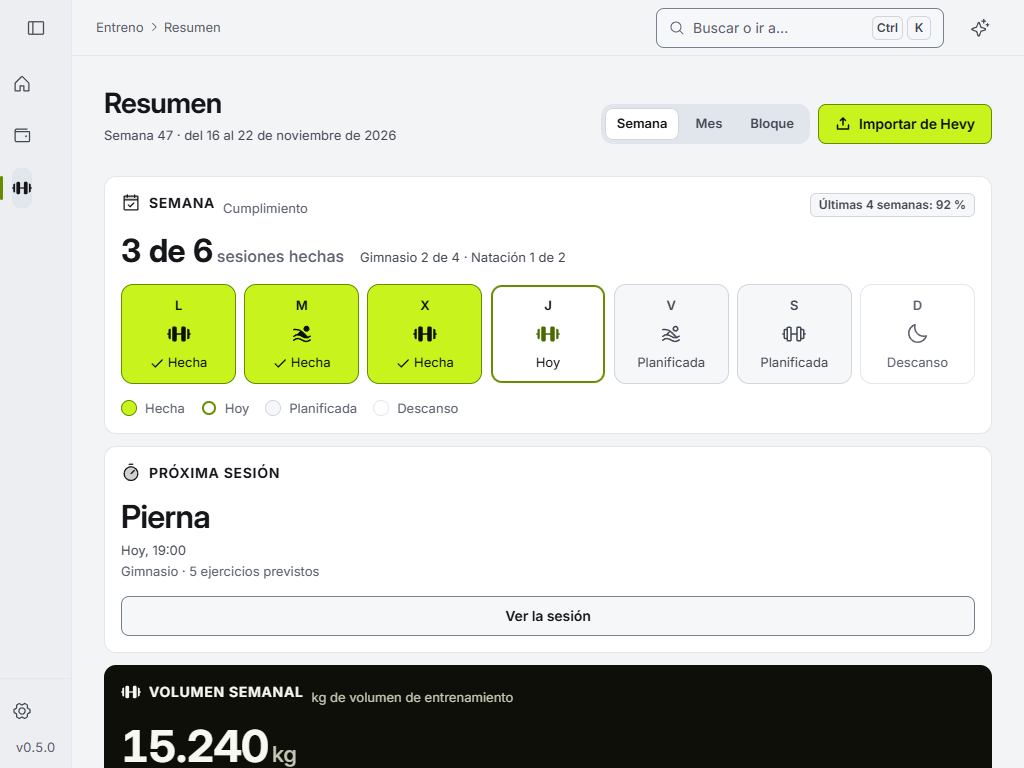 Entreno > Resumen
Buscar o ir a... Ctrl K
Resumen
Semana 47 · del 16 al 22 de noviembre de 2026
Semana Mes Bloque
Importar de Hevy
SEMANA Cumplimiento
Últimas 4 semanas: 92 %
3 de 6 sesiones hechas Gimnasio 2 de 4 · Natación 1 de 2
L M X J V S D
Hecha Hecha Hecha Hoy Planificada Planificada Descanso
Hecha Hoy Planificada Descanso
PRÓXIMA SESIÓN
Pierna
Hoy, 19:00
Gimnasio · 5 ejercicios previstos
Ver la sesión
VOLUMEN SEMANAL kg de volumen de entrenamiento
15.240 kg
v0.5.0